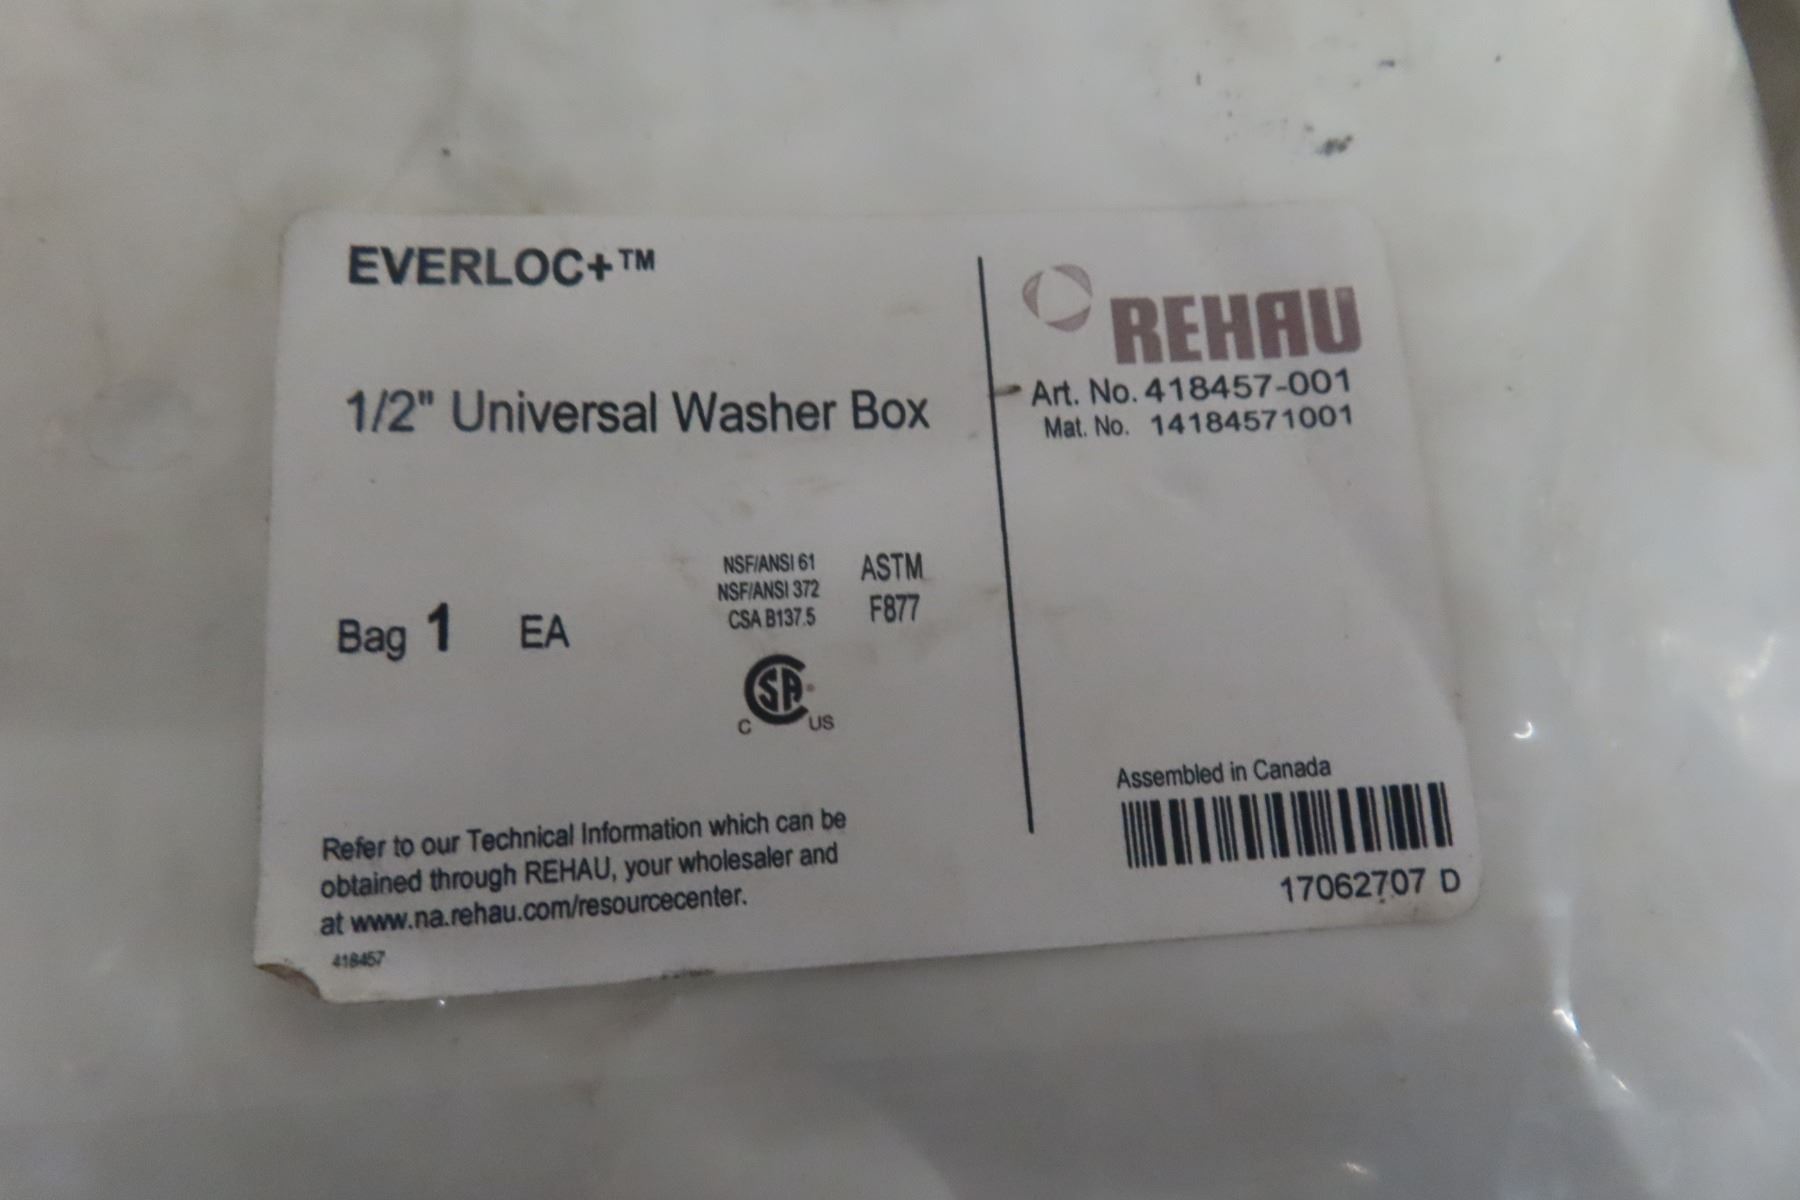 EVERLOC+™
1/2" Universal Washer Box
Bag 1 EA
NSF/ANSI 61
NSF/ANSI 372
CSA B137.5
ASTM
F877
CSA
C US
Refer to our Technical Information which can be
obtained through REHAU, your wholesaler and
at www.na.rehau.com/resourcecenter.
418457
REHAU
Art. No. 418457-001
Mat. No. 14184571001
Assembled in Canada
17062707 D